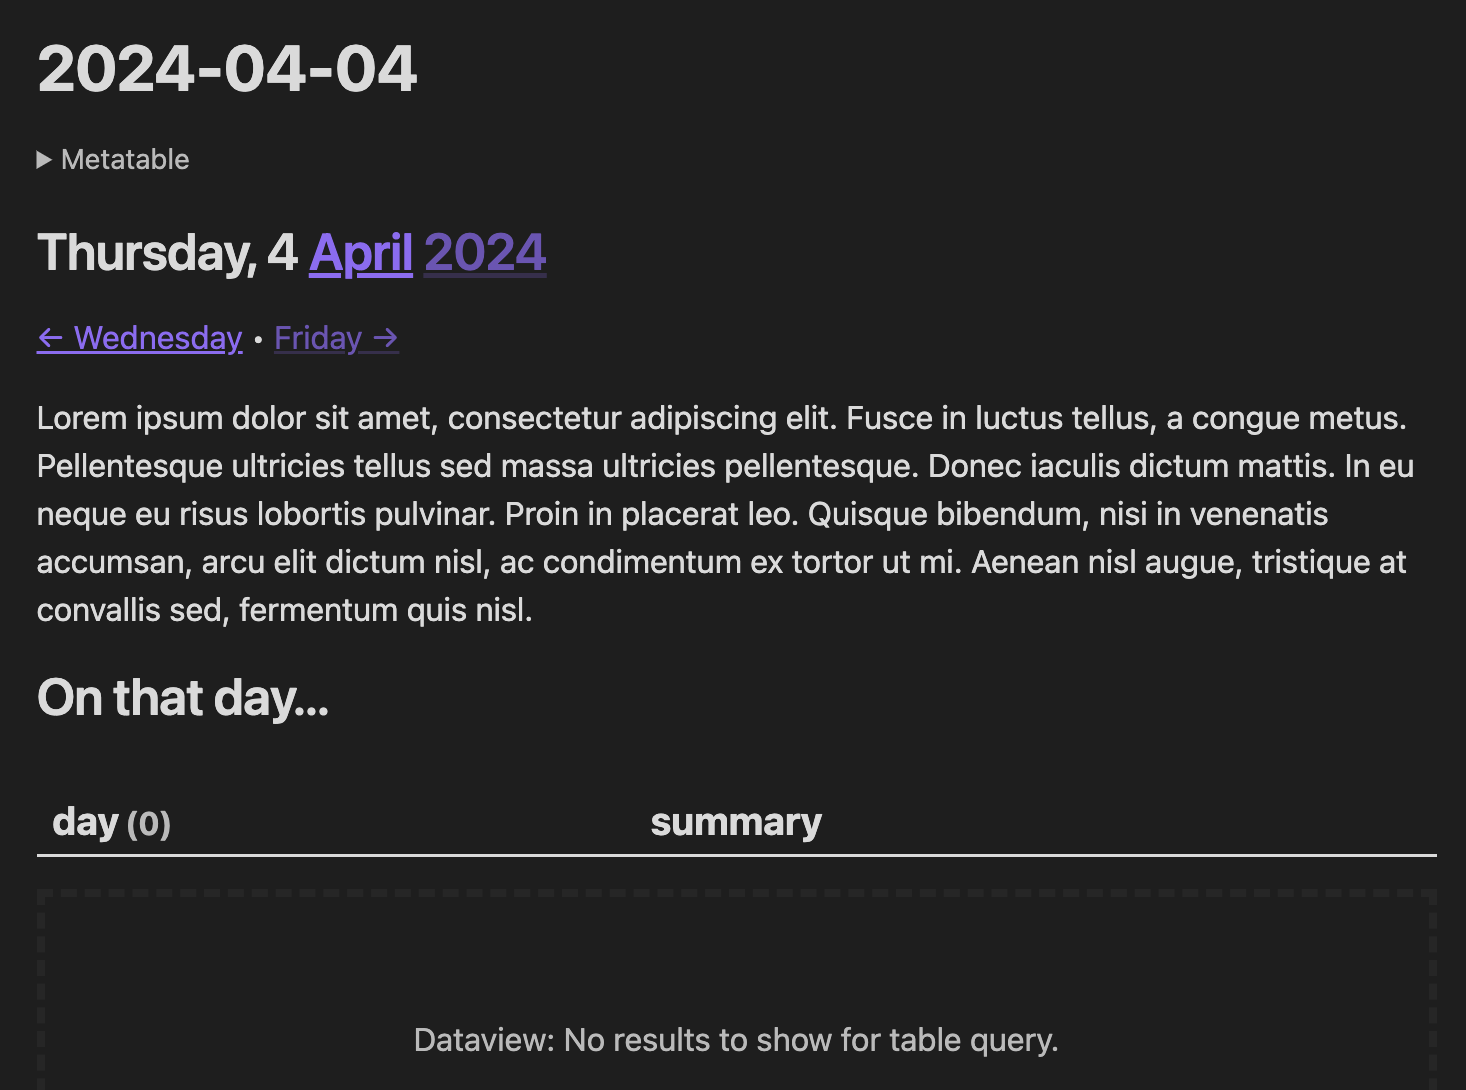 2024-04-04
▶ Metatable
Thursday, 4 April 2024
← Wednesday • Friday →
Lorem ipsum dolor sit amet, consectetur adipiscing elit. Fusce in luctus tellus, a congue metus.
Pellentesque ultricies tellus sed massa ultricies pellentesque. Donec iaculis dictum mattis. In eu
neque eu risus lobortis pulvinar. Proin in placerat leo. Quisque bibendum, nisi in venenatis
accumsan, arcu elit dictum nisl, ac condimentum ex tortor ut mi. Aenean nisl augue, tristique at
convallis sed, fermentum quis nisl.
On that day...
day (0) summary
Dataview: No results to show for table query.